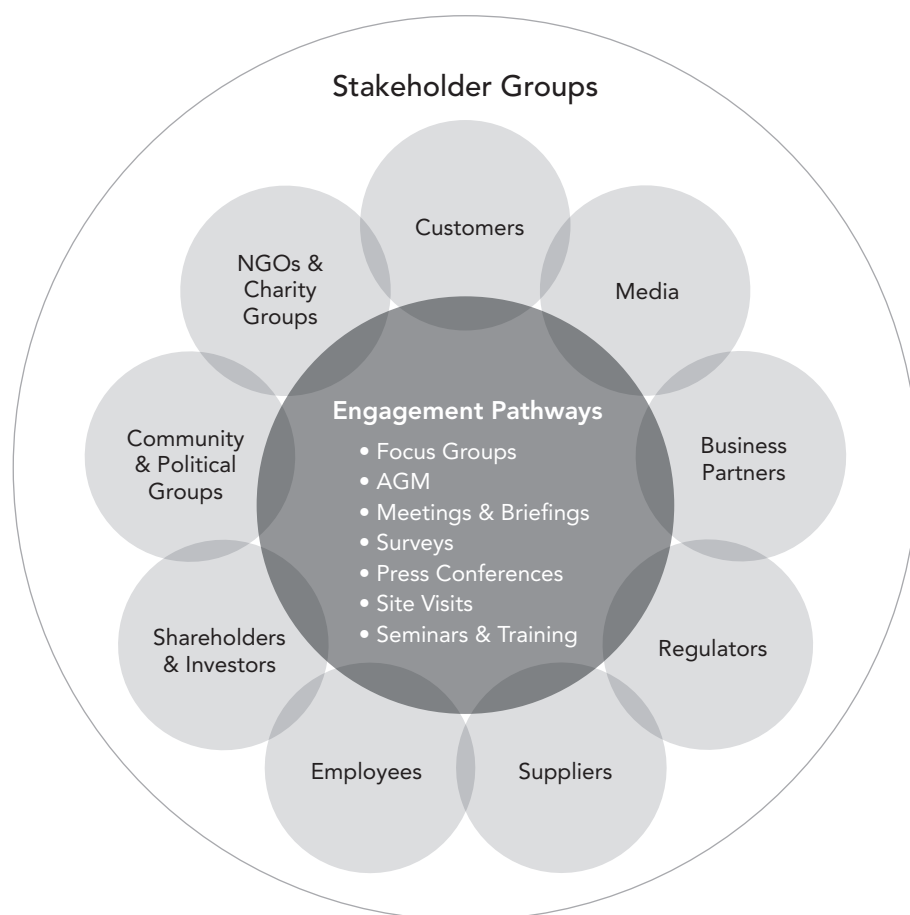 Stakeholder Groups
Customers
NGOs &
Charity
Groups
Media
Engagement Pathways
• Focus Groups
• AGM
• Meetings & Briefings
• Surveys
• Press Conferences
• Site Visits
• Seminars & Training
Community
& Political
Groups
Business
Partners
Shareholders
& Investors
Regulators
Employees
Suppliers